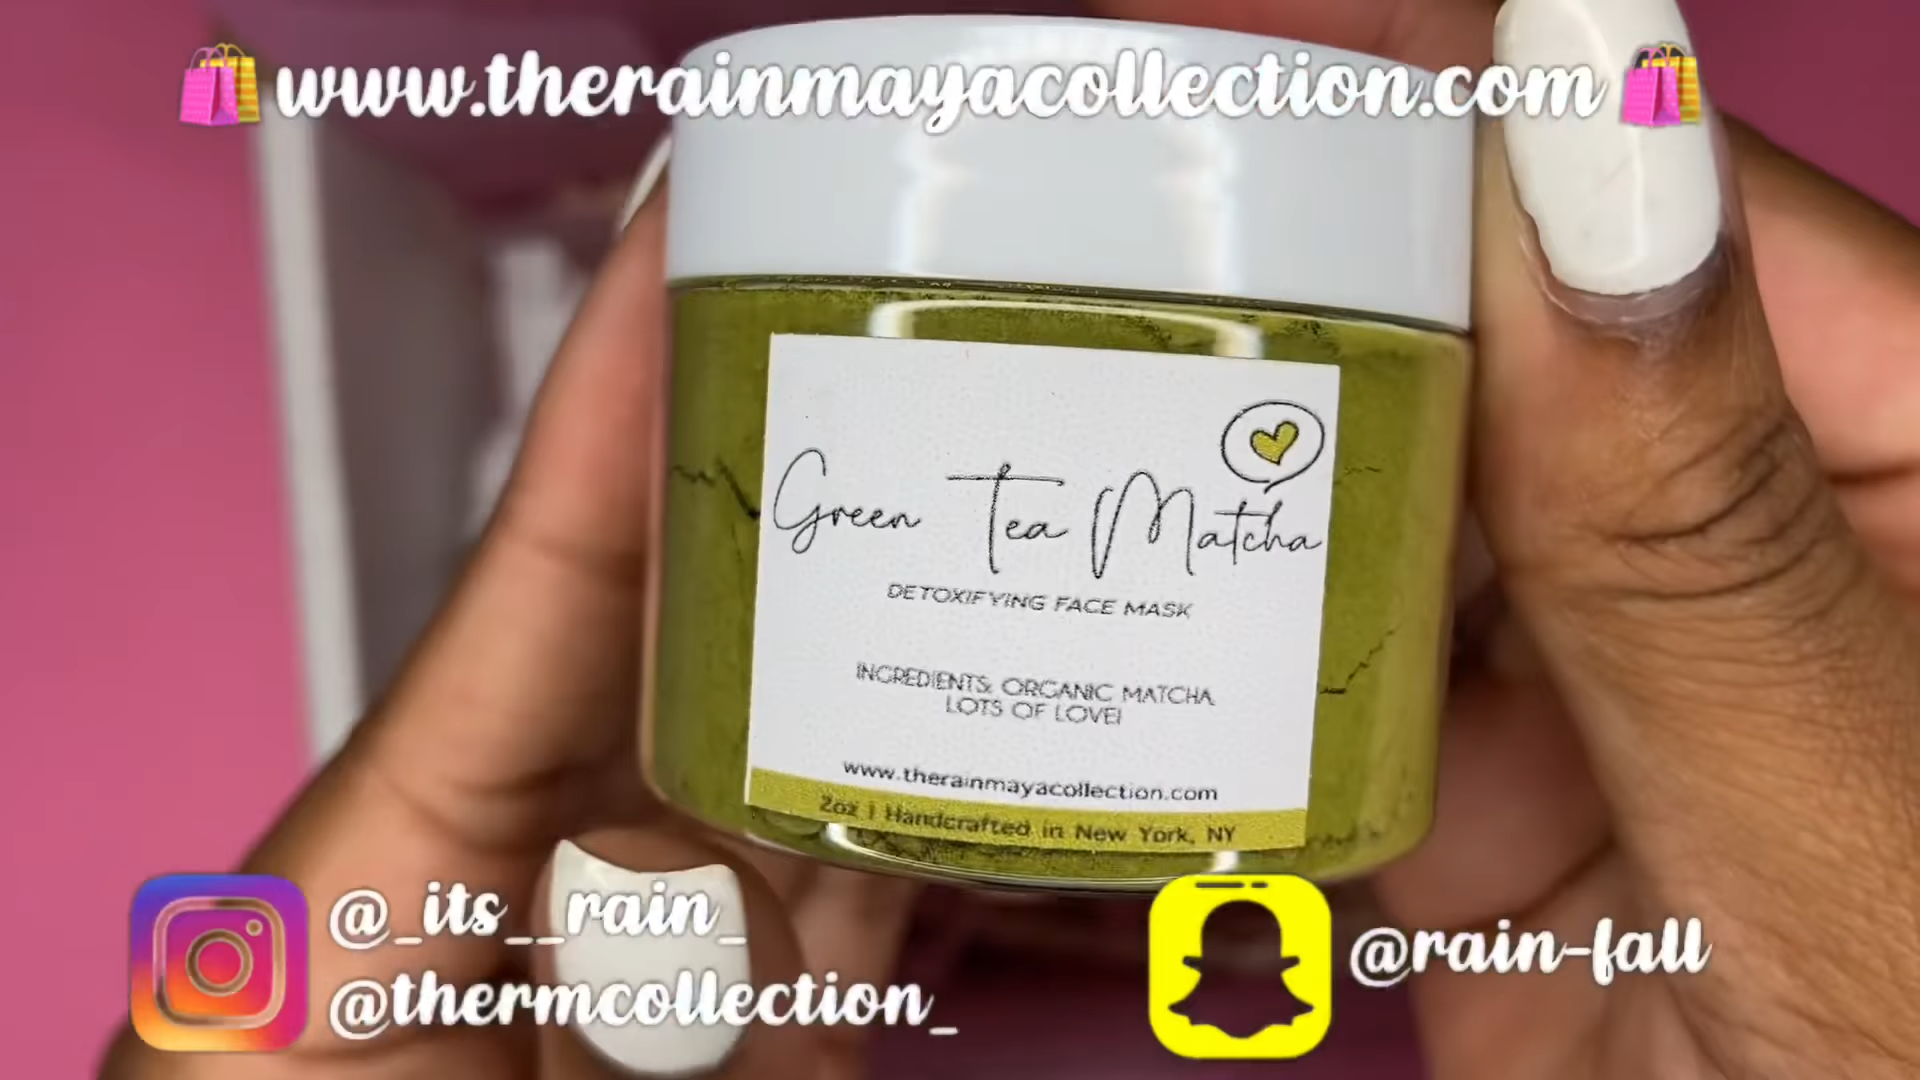 www.therainmayacollection.com
Green Tea Matcha
DETOXIFYING FACE MASK
INGREDIENTS: ORGANIC MATCHA
LOTS OF LOVE!
www.therainmayacollection.com
2oz | Handcrafted in New York, NY
@_its__rain_
@thermcollection_
@rain-fall